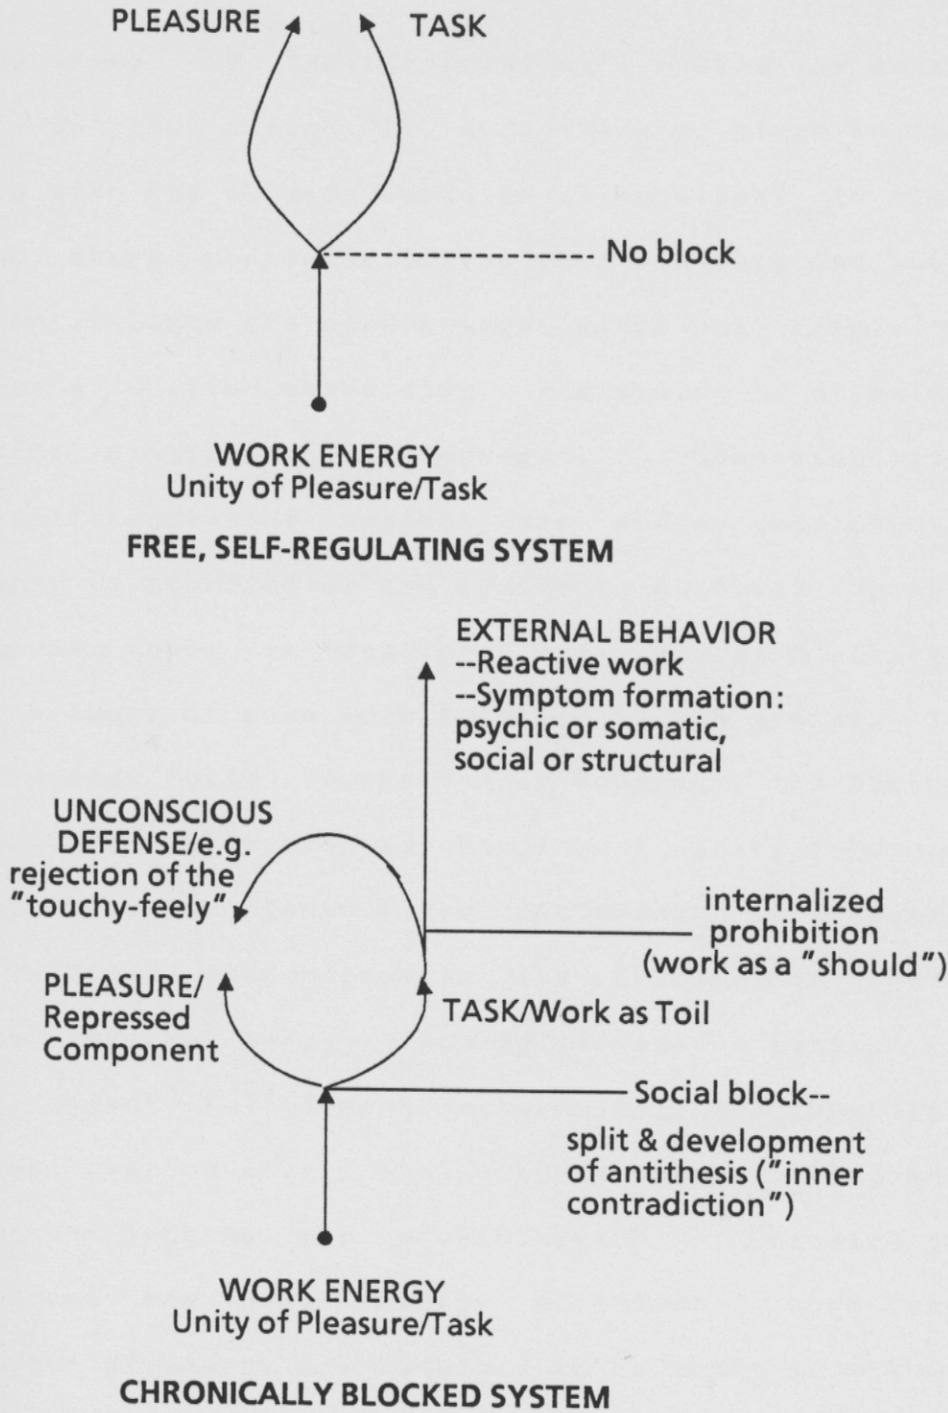 PLEASURE
TASK
No block
WORK ENERGY
Unity of Pleasure/Task
FREE, SELF-REGULATING SYSTEM
EXTERNAL BEHAVIOR
--Reactive work
--Symptom formation:
psychic or somatic,
social or structural
UNCONSCIOUS
DEFENSE/e.g.
rejection of the
"touchy-feely"
internalized
prohibition
(work as a "should")
PLEASURE/
Repressed
Component
TASK/Work as Toil
Social block--
split & development
of antithesis ("inner
contradiction")
WORK ENERGY
Unity of Pleasure/Task
CHRONICALLY BLOCKED SYSTEM